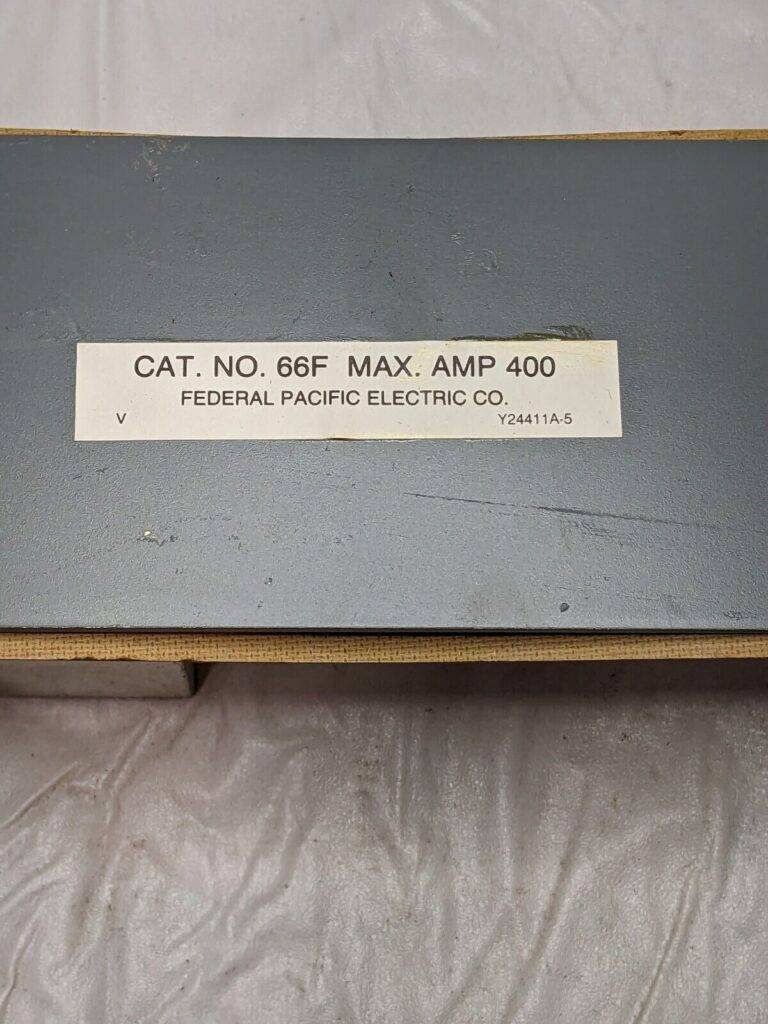 CAT. NO. 66F MAX. AMP 400
FEDERAL PACIFIC ELECTRIC CO.
V Y24411A-5